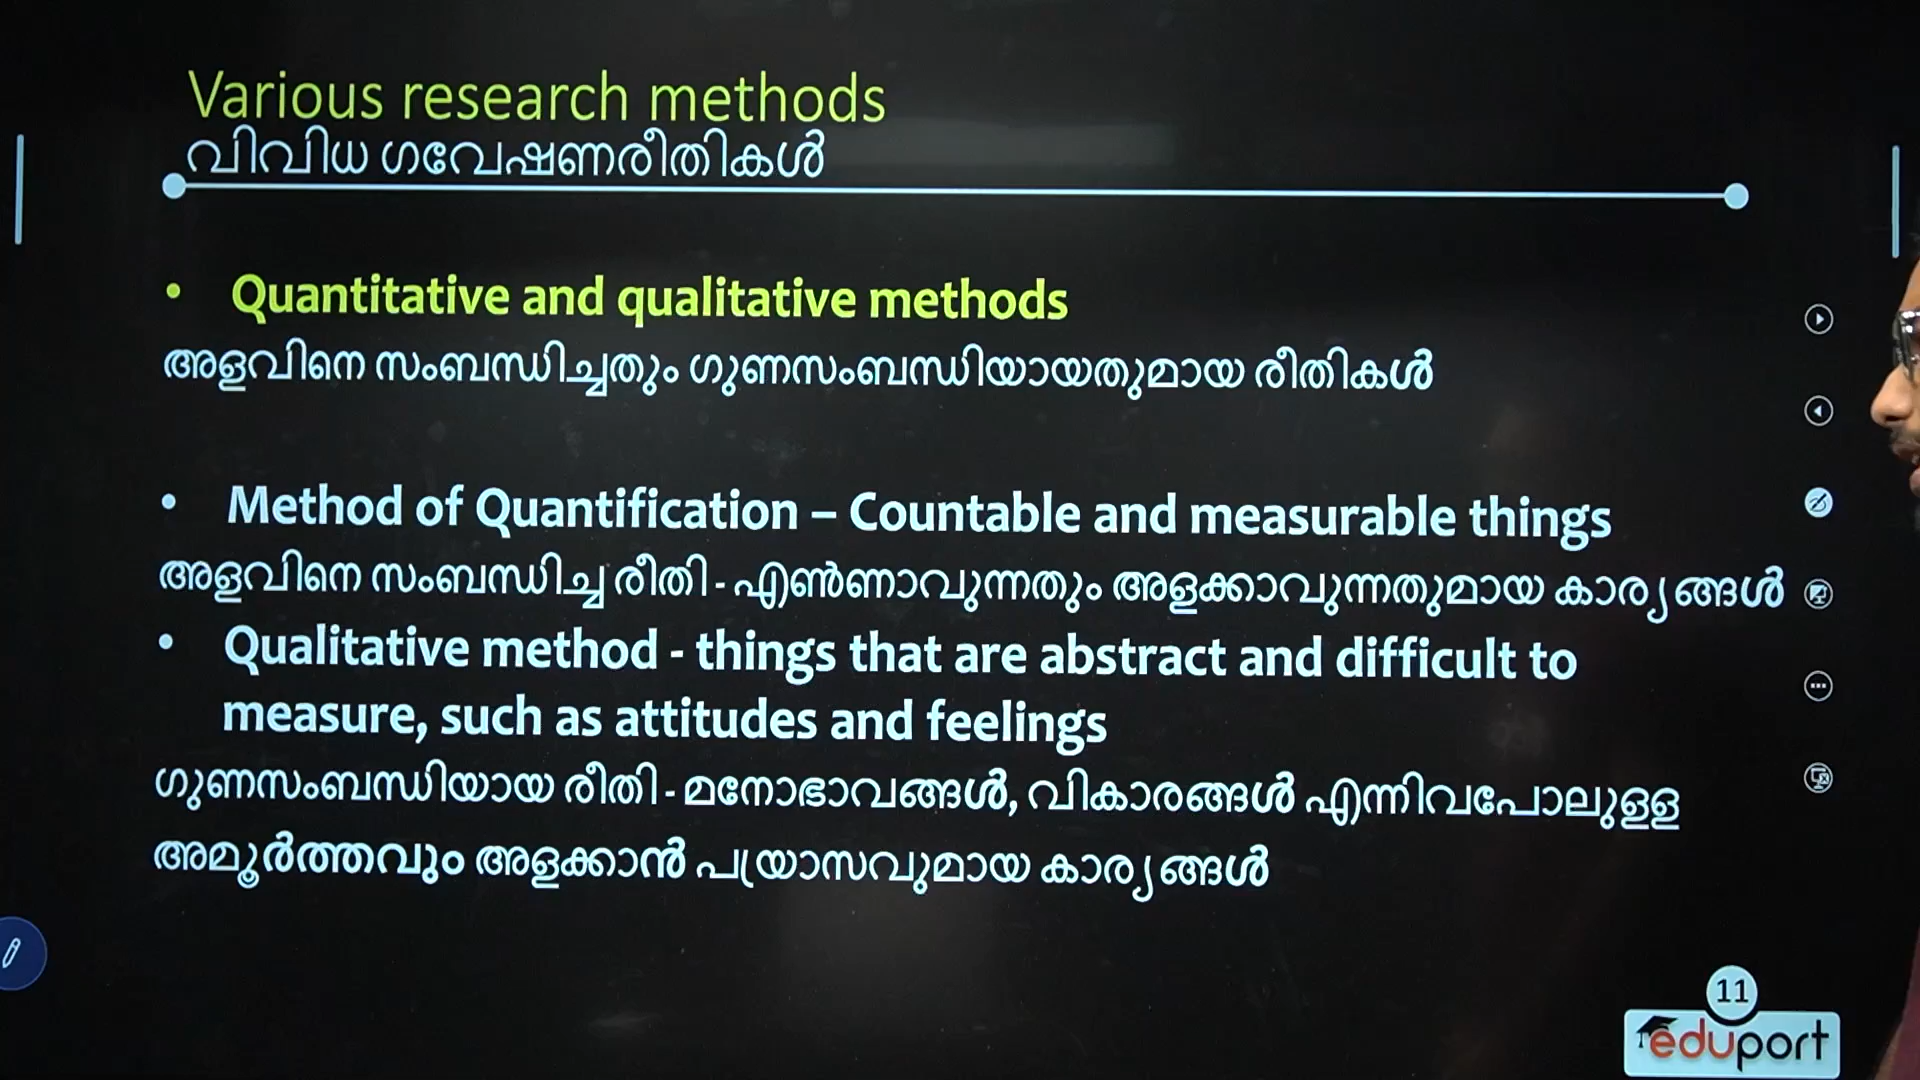 Various research methods
വിവിധ ഗവേഷണരീതികൾ
• Quantitative and qualitative methods
അളവിനെ സംബന്ധിച്ചതും ഗുണസംബന്ധിയായതുമായ രീതികൾ
• Method of Quantification – Countable and measurable things
അളവിനെ സംബന്ധിച്ച രീതി - എൺണാവുന്നതും അളക്കാവുന്നതുമായ കാര്യങ്ങൾ
• Qualitative method - things that are abstract and difficult to
measure, such as attitudes and feelings
ഗുണസംബന്ധിയായ രീതി - മനോഭാവങ്ങൾ, വികാരങ്ങൾ എന്നിവപോലുള്ള
അമൂർത്തവും അളക്കാൻ പ്രയാസവുമായ കാര്യങ്ങൾ
11
eduport